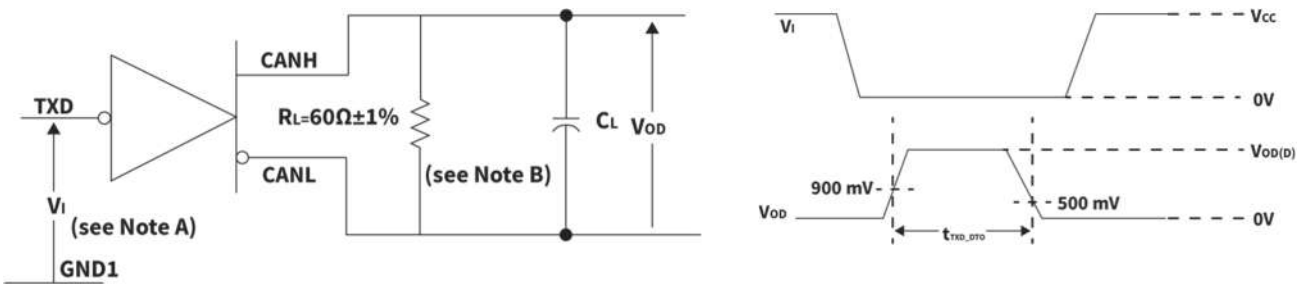 CANH
TXD
RL=60Ω±1%
CL
VOD
CANL
(see Note B)
VI
(see Note A)
GND1
VI
VCC
0V
VOD(D)
900 mV
500 mV
VOD
0V
tTXD_DTO